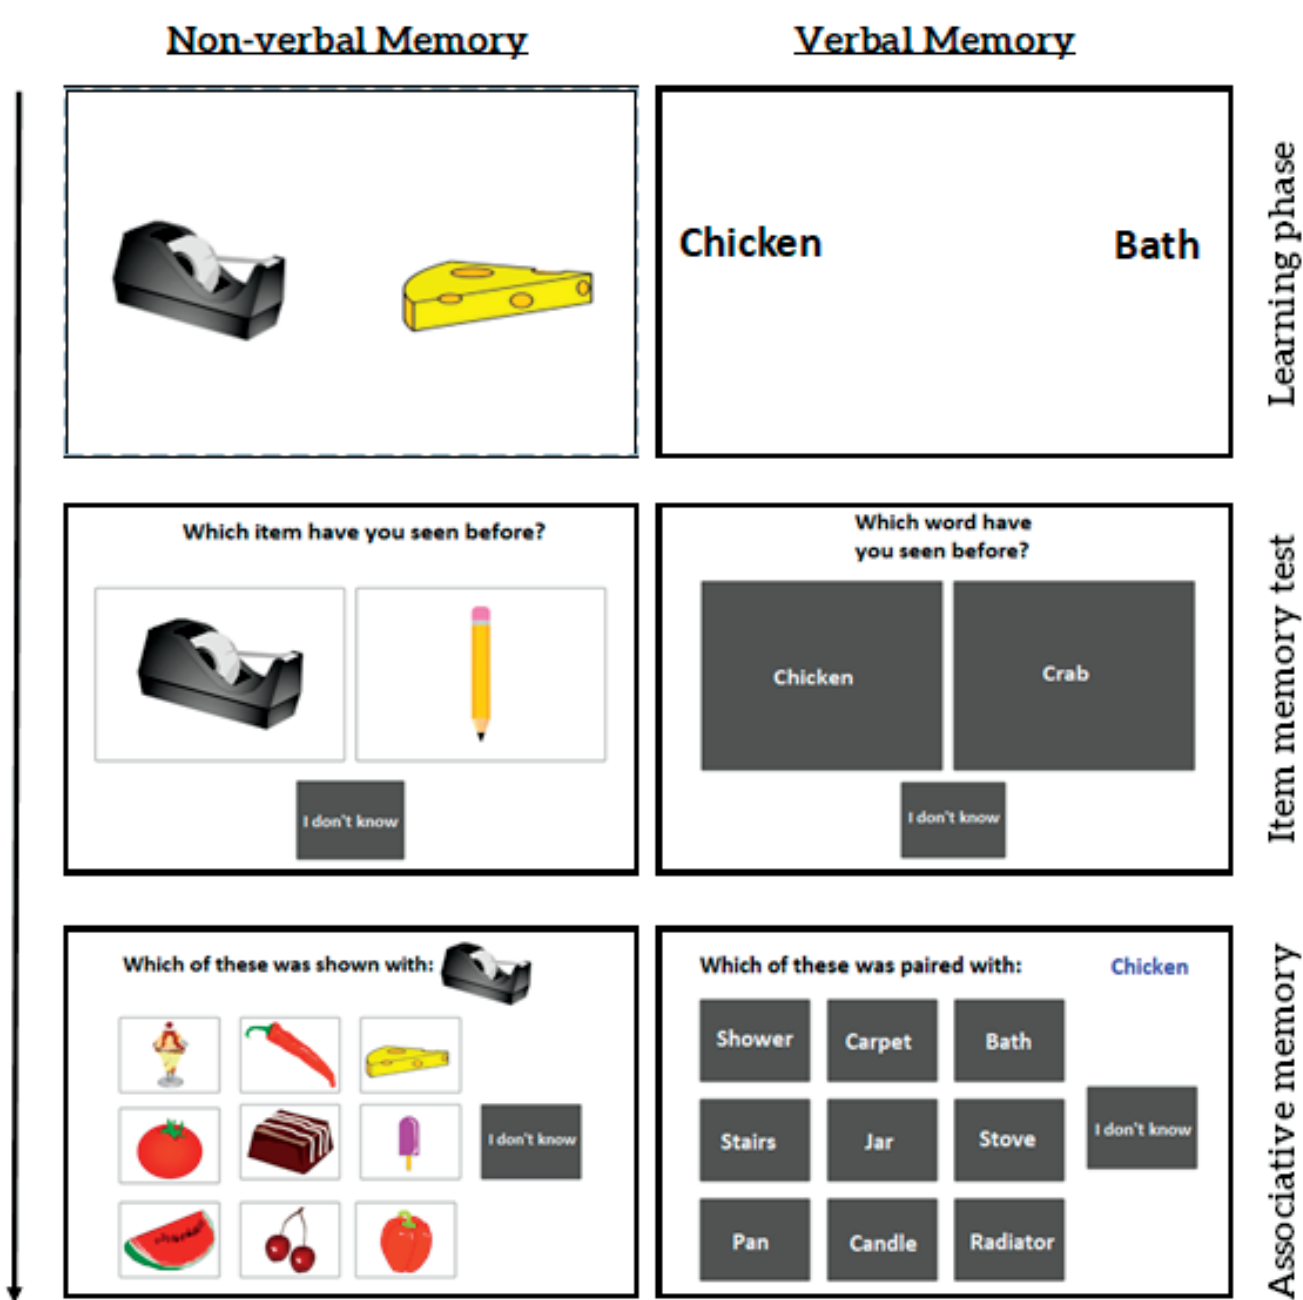 Non-verbal Memory
Verbal Memory
Chicken
Bath
Learning phase
Which item have you seen before?
I don't know
Which word have
you seen before?
Chicken
Crab
I don't know
Item memory test
Which of these was shown with:
I don't know
Which of these was paired with:
Chicken
Shower
Carpet
Bath
Stairs
Jar
Stove
I don't know
Pan
Candle
Radiator
Associative memory